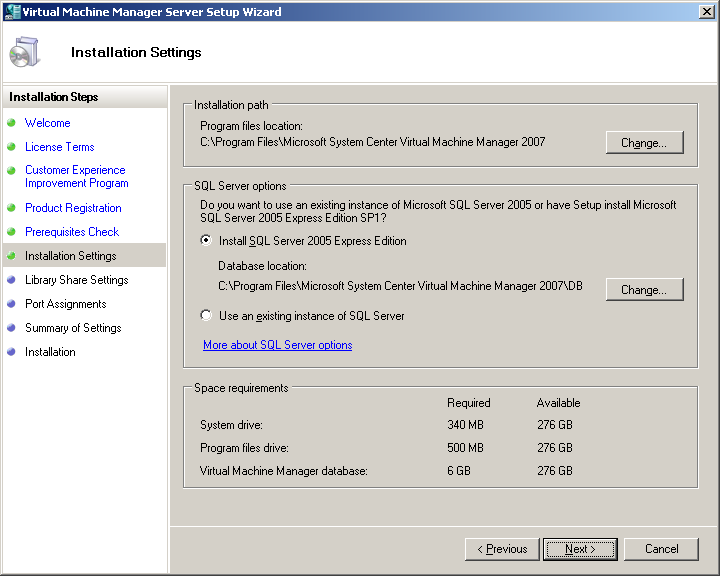 Virtual Machine Manager Server Setup Wizard
Installation Settings
Installation Steps
Welcome
License Terms
Customer Experience
Improvement Program
Product Registration
Prerequisites Check
Installation Settings
Library Share Settings
Port Assignments
Summary of Settings
Installation
Installation path
Program files location:
C:\Program Files\Microsoft System Center Virtual Machine Manager 2007
Change...
SQL Server options
Do you want to use an existing instance of Microsoft SQL Server 2005 or have Setup install Microsoft
SQL Server 2005 Express Edition SP1?
Install SQL Server 2005 Express Edition
Database location:
C:\Program Files\Microsoft System Center Virtual Machine Manager 2007\DB
Change...
Use an existing instance of SQL Server
More about SQL Server options
Space requirements
Required Available
System drive: 340 MB 276 GB
Program files drive: 500 MB 276 GB
Virtual Machine Manager database: 6 GB 276 GB
< Previous Next > Cancel